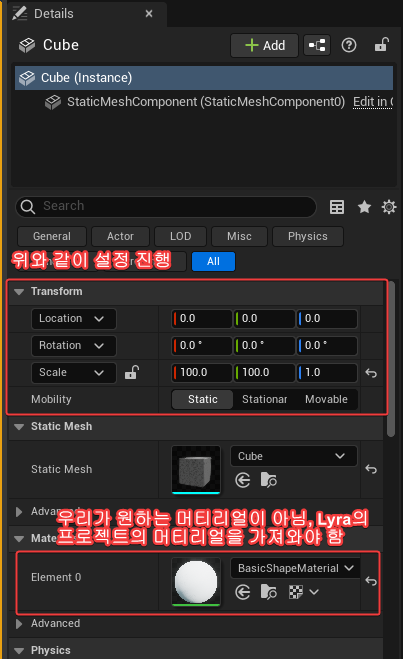 Details
Cube
Add
Cube (Instance)
StaticMeshComponent (StaticMeshComponent0) Edit in
Search
General Actor LOD Misc Physics
위와 같이 설정 진행
All
Transform
Location 0.0 0.0 0.0
Rotation 0.0 ° 0.0 ° 0.0 °
Scale 100.0 100.0 1.0
Mobility Static Stationar Movable
Static Mesh
Static Mesh Cube
우리가 원하는 머티리얼이 아님, Lyra의
프로젝트의 머티리얼을 가져와야 함
Element 0 BasicShapeMaterial
Advanced
Physics